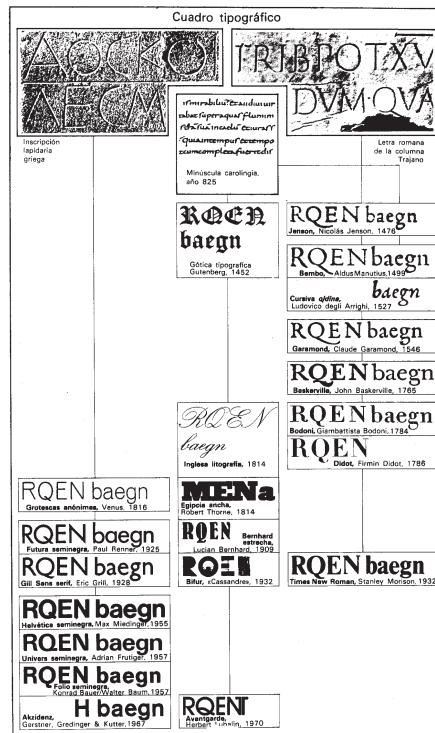 Cuadro tipográfico
Inscripción
lapidaria
griega
Minúscula carolingia,
año 825
Letra romana
de la columna
Trajano
RQEN
baegn
Gótica tipografica
Gutenberg, 1452
RQEN baegn
Jenson, Nicolás Jenson, 1476
RQEN baegn
Bembo, AldusManutius, 1499
baegn
Cursiva
Ludovico degli Arrighi, 1527
RQEN baegn
Garamond, Claude Garamond, 1546
RQEN baegn
Baskerville, John Baskerville, 1765
RQEN baegn
Bodoni, Giambattista Bodoni, 1784
RQEN
Didot, Firmin Didot, 1786
RQEN
baegn
Inglesa litografia, 1814
MENa
Egipcia ancha,
Robert Thorne, 1814
RQEN Bernhard
estrecha,
Lucian Bernhard, 1909
RQEN
Bifur, «Cassandre», 1932
RQENT
Avantgarde,
Herbert Lubalin, 1970
RQEN baegn
Grotescas anónimas, Venus, 1816
RQEN baegn
Futura seminegra, Paul Renner, 1925
RQEN baegn
Gill Sans serif, Eric Grill, 1928
RQEN baegn
Helvética seminegra, Max Miedinger, 1955
RQEN baegn
Univers seminegra, Adrian Frutiger, 1957
RQEN baegn
Folio seminegra,
Konrad Bauer/Walter Baum, 1957
H baegn
Akzidenz,
Gerstner, Gredinger & Kutter, 1967
RQEN baegn
Times New Roman, Stanley Morison, 1932